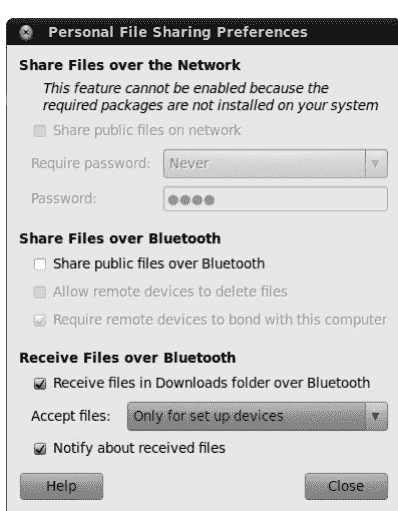 Personal File Sharing Preferences
Share Files over the Network
This feature cannot be enabled because the
required packages are not installed on your system
Share public files on network
Require password: Never
Password:
Share Files over Bluetooth
Share public files over Bluetooth
Allow remote devices to delete files
Require remote devices to bond with this computer
Receive Files over Bluetooth
Receive files in Downloads folder over Bluetooth
Accept files: Only for set up devices
Notify about received files
Help Close